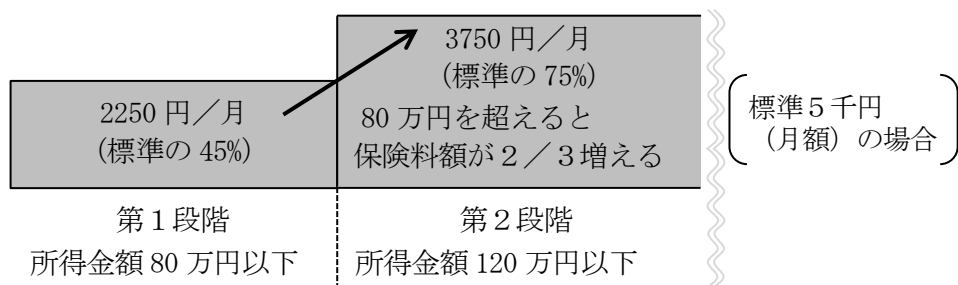 2250 円／月
(標準の 45%)
3750 円／月
(標準の 75%)
80 万円を超えると
保険料額が２／３増える
標準５千円
（月額）の場合
第１段階
所得金額 80 万円以下
第２段階
所得金額 120 万円以下